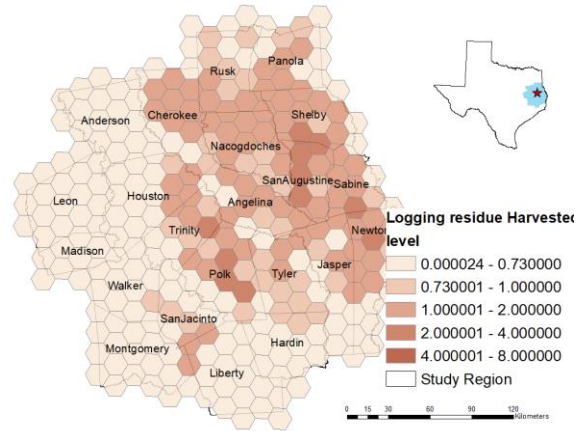 Panola
Rusk
Anderson
Cherokee
Shelby
Nacogdoches
SanAugustine
Sabine
Leon
Houston
Angelina
Trinity
Newto
Madison
Polk
Tyler
Jasper
Walker
SanJacinto
Montgomery
Hardin
Liberty
Logging residue Harvested
level
0.000024 - 0.730000
0.730001 - 1.000000
1.000001 - 2.000000
2.000001 - 4.000000
4.000001 - 8.000000
Study Region
0 15 30 60 90 120
Kilometers